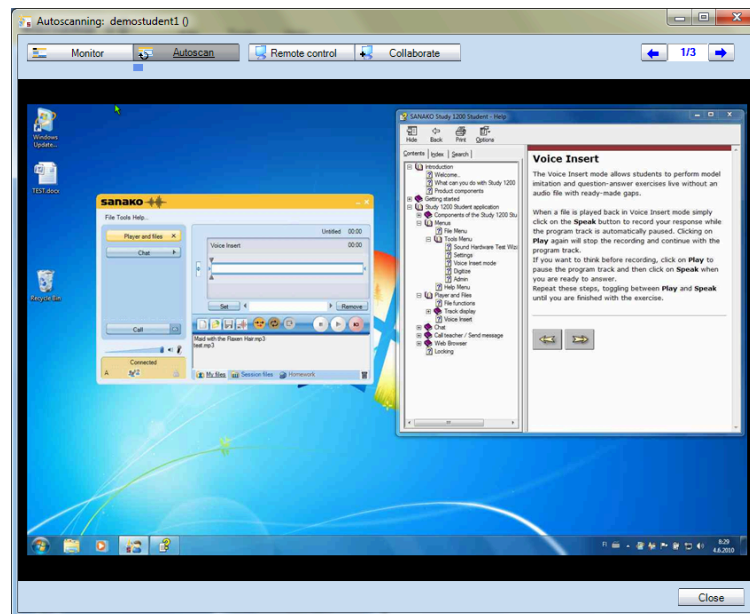 Autoscanning: demostudent1 ()
Monitor
Autoscan
Remote control
Collaborate
1/3
Windows Update...
TEST.docx
Recycle Bin
sanako
File Tools Help...
Player and files
Chat
Call
Connected
A
Untitled 00:00
Voice Insert 00:00
Set
Remove
Maid with the Flaxen Hair.mp3
test.mp3
My files
Session files
Homework
SANAKO Study 1200 Student - Help
Hide Back Print Options
Contents Index Search
Introduction
Welcome..
What can you do with Study 1200
Product components
Getting started
Study 1200 Student application
Components of the Study 1200 Stu
Menus
File Menu
Tools Menu
Sound Hardware Test Wiz
Settings
Voice Insert mode
Digitize
Admin
Help Menu
Player and Files
File functions
Track display
Voice Insert
Chat
Call teacher / Send message
Web Browser
Locking
Voice Insert
The Voice Insert mode allows students to perform model
imitation and question-answer exercises live without an
audio file with ready-made gaps.
When a file is played back in Voice Insert mode simply
click on the Speak button to record your response while
the program track is automatically paused. Clicking on
Play again will stop the recording and continue with the
program track.
If you want to think before recording, click on Play to
pause the program track and then click on Speak when
you are ready to answer.
Repeat these steps, toggling between Play and Speak
until you are finished with the exercise.
FI
8:29
4.6.2010
Close